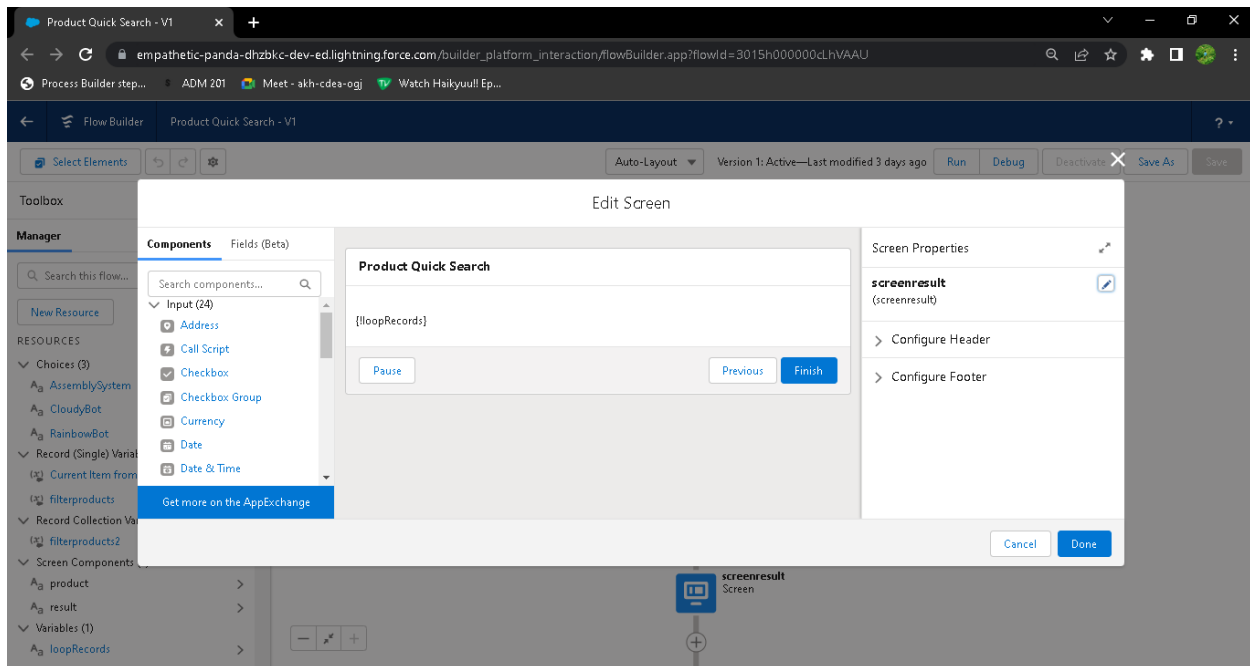 Product Quick Search - V1
empathetic-panda-dhzbkc-dev-ed.lightning.force.com/builder_platform_interaction/flowBuilder.app?flowId=3015h000000cLhVAAU
Process Builder step... ADM 201 Meet - akh-cdea-ogj Watch Haikyuu!! Ep...
Flow Builder Product Quick Search - V1 ?
Select Elements Auto-Layout Version 1: Active—Last modified 3 days ago Run Debug Deactivate Save As Save
Toolbox
Manager
Search this flow...
New Resource
RESOURCES
Choices (3)
AssemblySystem
CloudyBot
RainbowBot
Record (Single) Variab
Current Item from
filterproducts
Record Collection Va
filterproducts2
Screen Components
product
result
Variables (1)
loopRecords
Edit Screen
Components Fields (Beta)
Search components...
Input (24)
Address
Call Script
Checkbox
Checkbox Group
Currency
Date
Date & Time
Get more on the AppExchange
Product Quick Search
{!loopRecords}
Pause Previous Finish
Screen Properties
screenresult
(screenresult)
Configure Header
Configure Footer
Cancel Done
screenresult
Screen